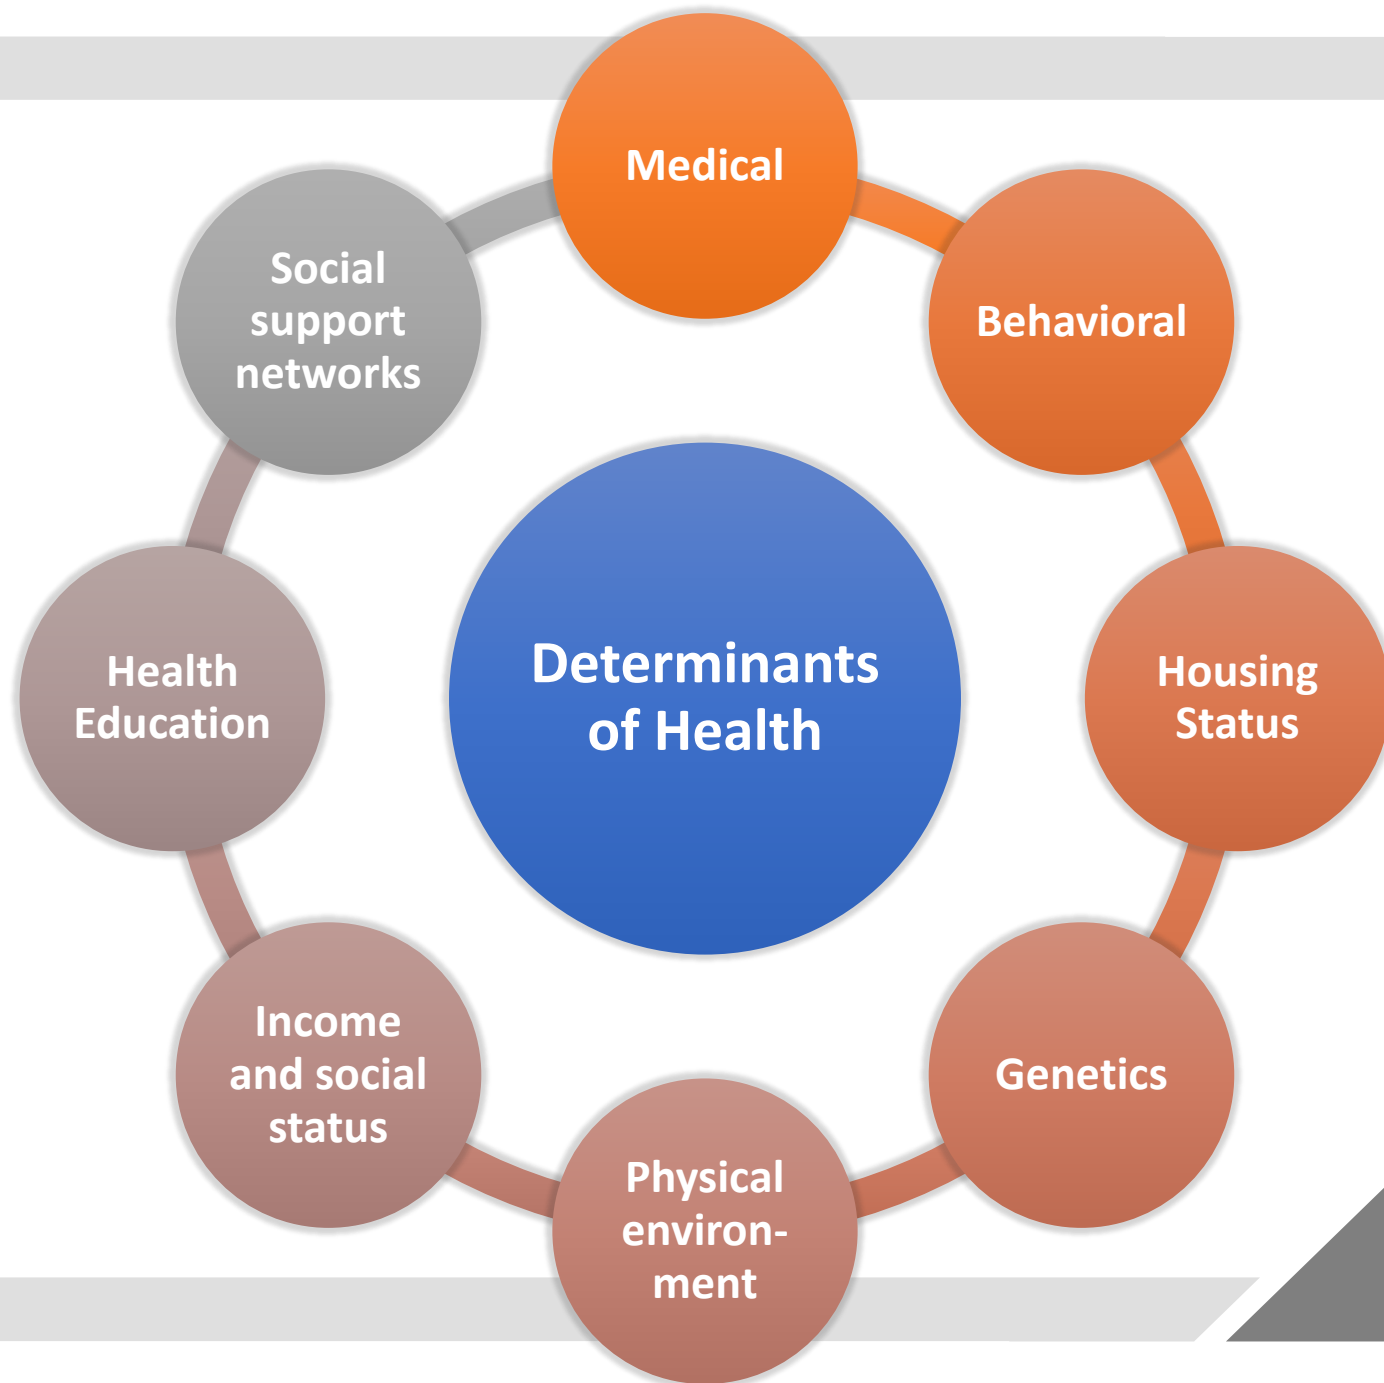 Medical
Behavioral
Housing
Status
Genetics
Physical
environ-
ment
Income
and social
status
Health
Education
Social
support
networks
Determinants
of Health